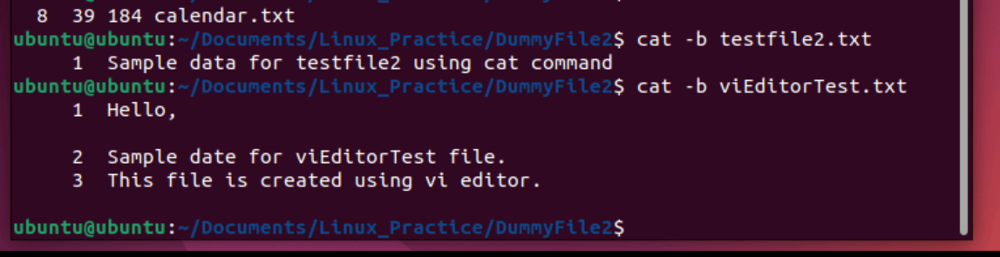 8 39 184 calendar.txt
ubuntu@ubuntu:~/Documents/Linux_Practice/DummyFile2$ cat -b testfile2.txt
1 Sample data for testfile2 using cat command
ubuntu@ubuntu:~/Documents/Linux_Practice/DummyFile2$ cat -b viEditorTest.txt
1 Hello,
2 Sample date for viEditorTest file.
3 This file is created using vi editor.
ubuntu@ubuntu:~/Documents/Linux_Practice/DummyFile2$